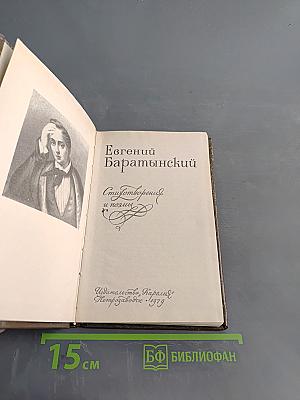 Евгений
Баратынский
Стихотворения
и поэмы
Издательство „Карелия“
Петрозаводск · 1979
15 см
БФ БИБЛИОФАН